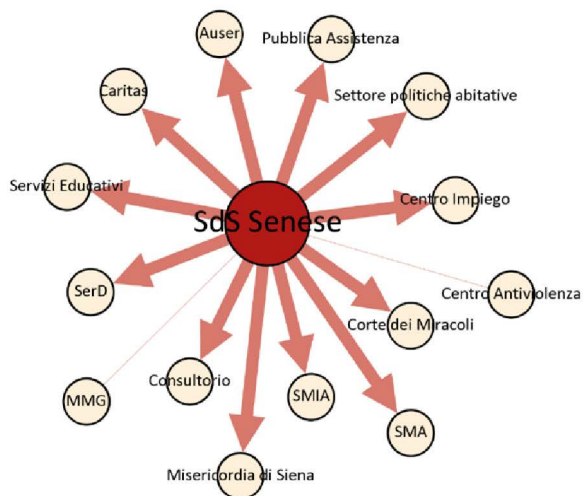 Auser
Pubblica Assistenza
Caritas
Settore politiche abitative
Servizi Educativi
Centro Impiego
SdS Senese
SerD
Centro Antiviolenza
Corte dei Miracoli
Consultorio
SMIA
MMG
SMA
Misericordia di Siena